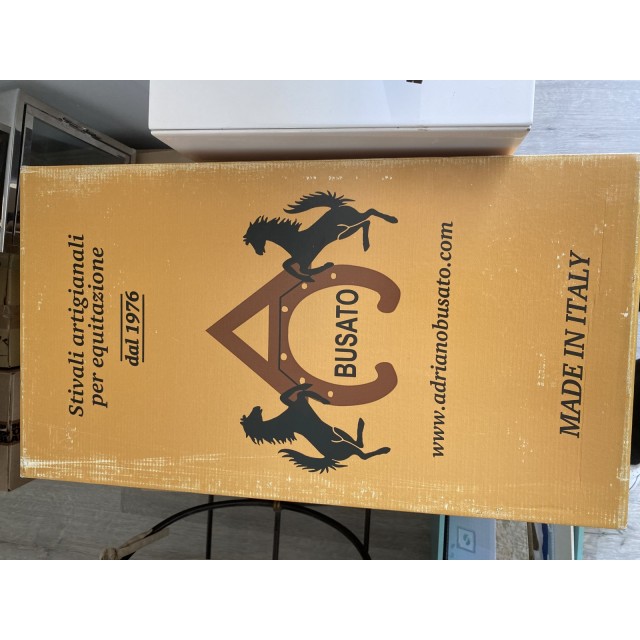 Stivali artigianali
per equitazione
dal 1976
BUSATO
www.adrianobusato.com
MADE IN ITALY